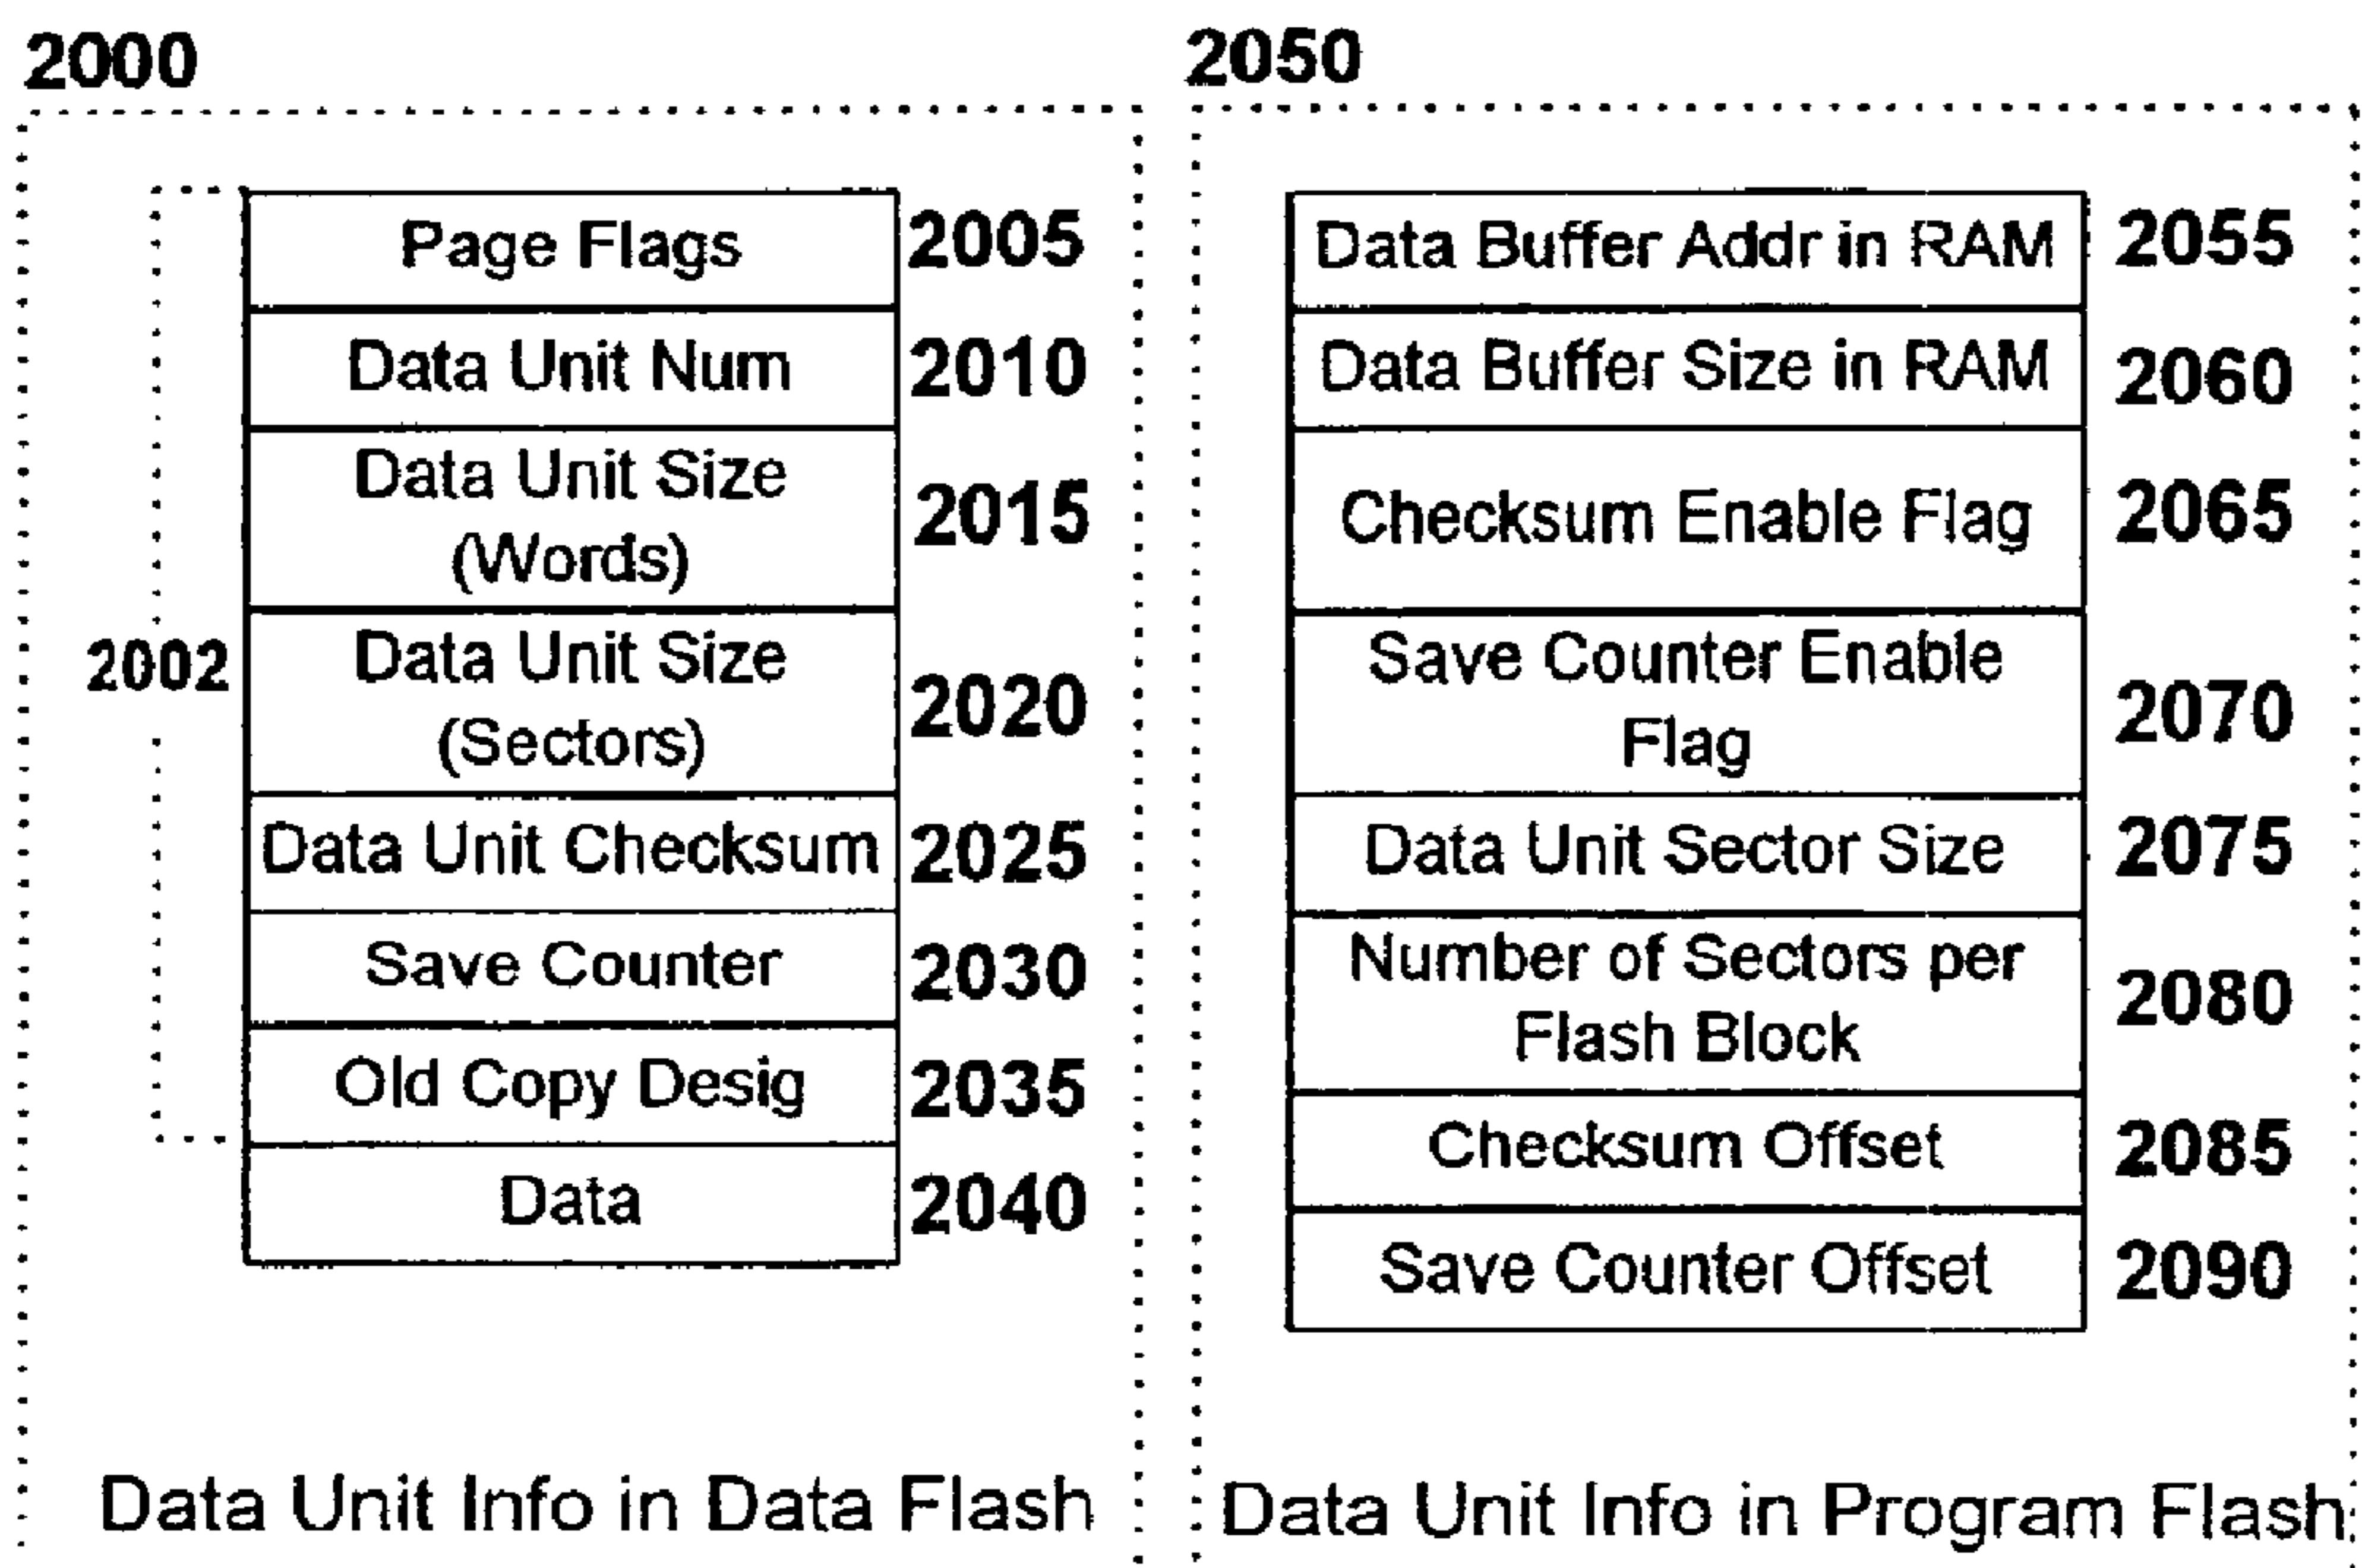 2000
Page Flags 2005
Data Unit Num 2010
Data Unit Size
(Words)
2015
2002
Data Unit Size
(Sectors)
2020
Data Unit Checksum 2025
Save Counter 2030
Old Copy Desig 2035
Data 2040
Data Unit Info in Data Flash
2050
Data Buffer Addr in RAM 2055
Data Buffer Size in RAM 2060
Checksum Enable Flag 2065
Save Counter Enable
Flag
2070
Data Unit Sector Size 2075
Number of Sectors per
Flash Block
2080
Checksum Offset 2085
Save Counter Offset 2090
Data Unit Info in Program Flash